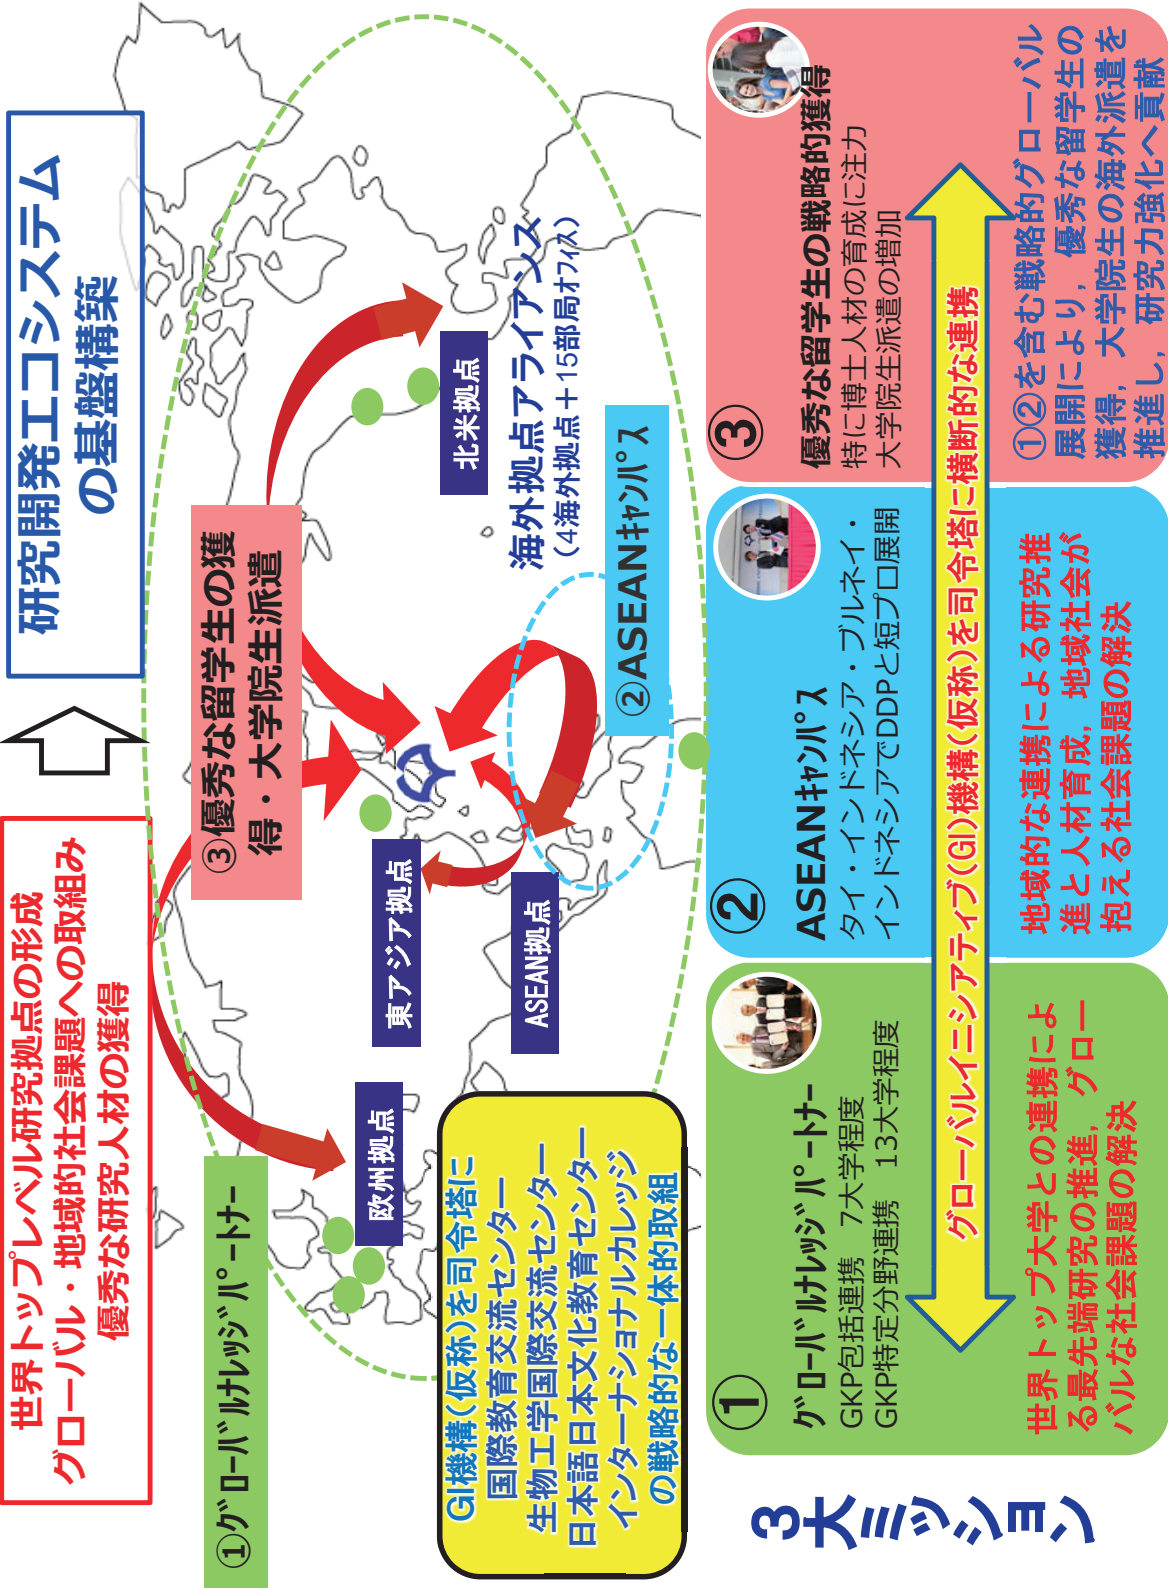 世界トップレベル研究拠点の形成
グローバル・地域的社会課題への取組み
優秀な研究人材の獲得
研究開発エコシステム
の基盤構築
①グローバルナレッジパートナー
③優秀な留学生の獲
得・大学院生派遣
欧州拠点
東アジア拠点
ASEAN拠点
北米拠点
海外拠点アライアンス
（4海外拠点＋15部局オフィス）
②ASEANキャンパス
GI機構（仮称）を司令塔に
国際教育交流センター
生物工学国際交流センター
日本語日本文化教育センター
インターナショナルカレッジ
の戦略的な一体的取組
3大ミッション
①
グローバルナレッジパートナー
GKP包括連携　7大学程度
GKP特定分野連携　13大学程度
②
ASEANキャンパス
タイ・インドネシア・ブルネイ・
インドネシアでDDPと短プロ展開
③
優秀な留学生の戦略的獲得
特に博士人材の育成に注力
大学院生派遣の増加
グローバルイニシアティブ（GI）機構（仮称）を司令塔に横断的な連携
世界トップ大学との連携によ
る最先端研究の推進，グロー
バルな社会課題の解決
地域的な連携による研究推
進と人材育成，地域社会が
抱える社会課題の解決
①②を含む戦略的グローバル
展開により，優秀な留学生の
獲得，大学院生の海外派遣を
推進し，研究力強化へ貢献